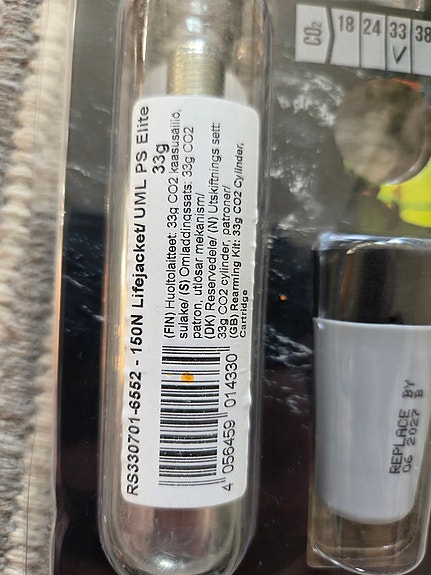 CO2 18 24 33 38
RS330701-6552 - 150N Lifejacket/ UML PS Elite
33g
(FIN) Huoltolaitteet: 33g CO2 kaasusäiliö,
sulake/ (S) Omladdingssats: 33g CO2
patron, utlösar mekanism/
(DK) Reservedele/ (N) Utskiftnings sett:
33g CO2 cylinder, patroner/
(GB) Rearming Kit: 33g CO2 Cylinder,
Cartridge
4 056459 014330
REPLACE BY
06 2027 B